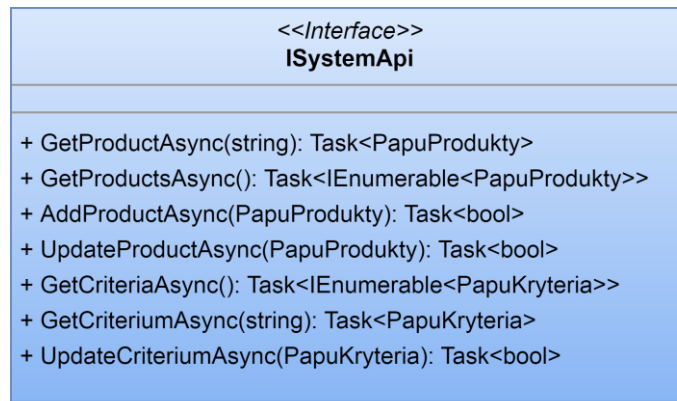 <<Interface>>
ISystemApi
+ GetProductAsync(string): Task<PapuProdukty>
+ GetProductsAsync(): Task<IEnumerable<PapuProdukty>>
+ AddProductAsync(PapuProdukty): Task<bool>
+ UpdateProductAsync(PapuProdukty): Task<bool>
+ GetCriteriaAsync(): Task<IEnumerable<PapuKryteria>>
+ GetCriteriumAsync(string): Task<PapuKryteria>
+ UpdateCriteriumAsync(PapuKryteria): Task<bool>